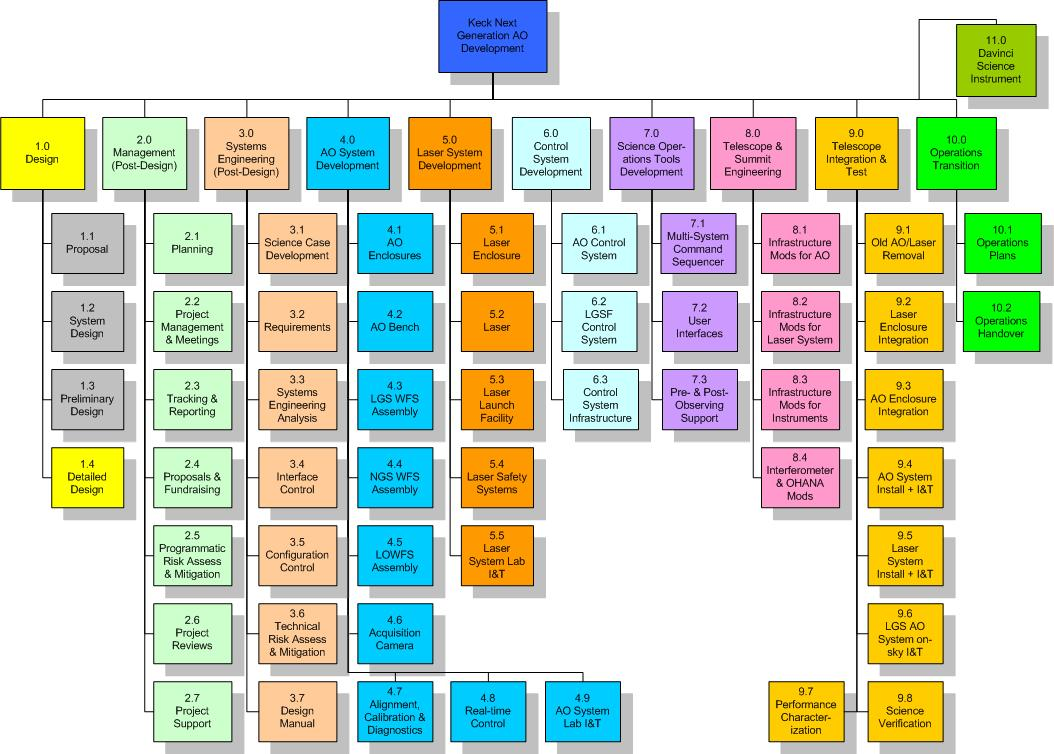 Keck Next
Generation AO
Development
11.0
Davinci
Science
Instrument
1.0
Design
2.0
Management
(Post-Design)
3.0
Systems
Engineering
(Post-Design)
4.0
AO System
Development
5.0
Laser System
Development
6.0
Control
System
Development
7.0
Science Oper-
ations Tools
Development
8.0
Telescope &
Summit
Engineering
9.0
Telescope
Integration &
Test
10.0
Operations
Transition
1.1
Proposal
1.2
System
Design
1.3
Preliminary
Design
1.4
Detailed
Design
2.1
Planning
2.2
Project
Management
& Meetings
2.3
Tracking &
Reporting
2.4
Proposals &
Fundraising
2.5
Programmatic
Risk Assess
& Mitigation
2.6
Project
Reviews
2.7
Project
Support
3.1
Science Case
Development
3.2
Requirements
3.3
Systems
Engineering
Analysis
3.4
Interface
Control
3.5
Configuration
Control
3.6
Technical
Risk Assess
& Mitigation
3.7
Design
Manual
4.1
AO
Enclosures
4.2
AO Bench
4.3
LGS WFS
Assembly
4.4
NGS WFS
Assembly
4.5
LOWFS
Assembly
4.6
Acquisition
Camera
4.7
Alignment,
Calibration &
Diagnostics
4.8
Real-time
Control
4.9
AO System
Lab I&T
5.1
Laser
Enclosure
5.2
Laser
5.3
Laser
Launch
Facility
5.4
Laser Safety
Systems
5.5
Laser
System Lab
I&T
6.1
AO Control
System
6.2
LGSF
Control
System
6.3
Control
System
Infrastructure
7.1
Multi-System
Command
Sequencer
7.2
User
Interfaces
7.3
Pre- & Post-
Observing
Support
8.1
Infrastructure
Mods for AO
8.2
Infrastructure
Mods for
Laser System
8.3
Infrastructure
Mods for
Instruments
8.4
Interferometer
& OHANA
Mods
9.1
Old AO/Laser
Removal
9.2
Laser
Enclosure
Integration
9.3
AO Enclosure
Integration
9.4
AO System
Install + I&T
9.5
Laser
System
Install + I&T
9.6
LGS AO
System on-
sky I&T
9.7
Performance
Character-
ization
9.8
Science
Verification
10.1
Operations
Plans
10.2
Operations
Handover